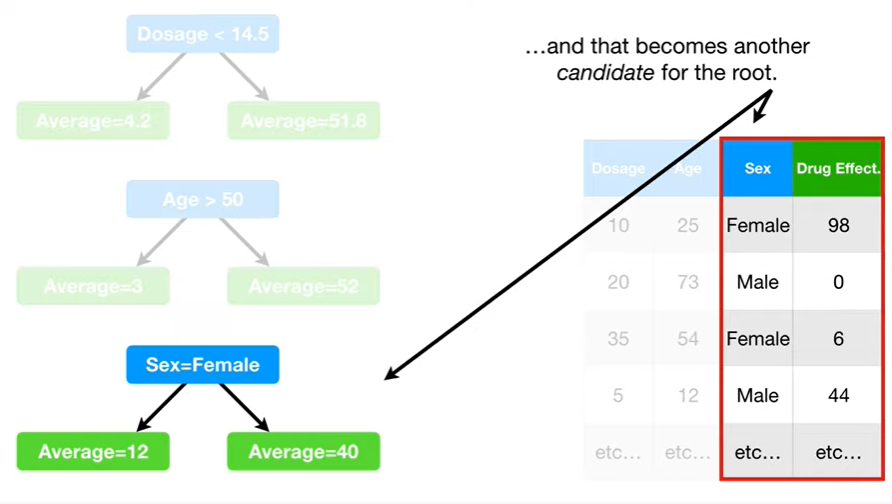 Dosage < 14.5
Average=4.2 Average=51.8
Age > 50
Average=3 Average=52
Sex=Female
Average=12 Average=40
…and that becomes another
candidate for the root.
Dosage Age Sex Drug Effect.
10 25 Female 98
20 73 Male 0
35 54 Female 6
5 12 Male 44
etc… etc… etc… etc…